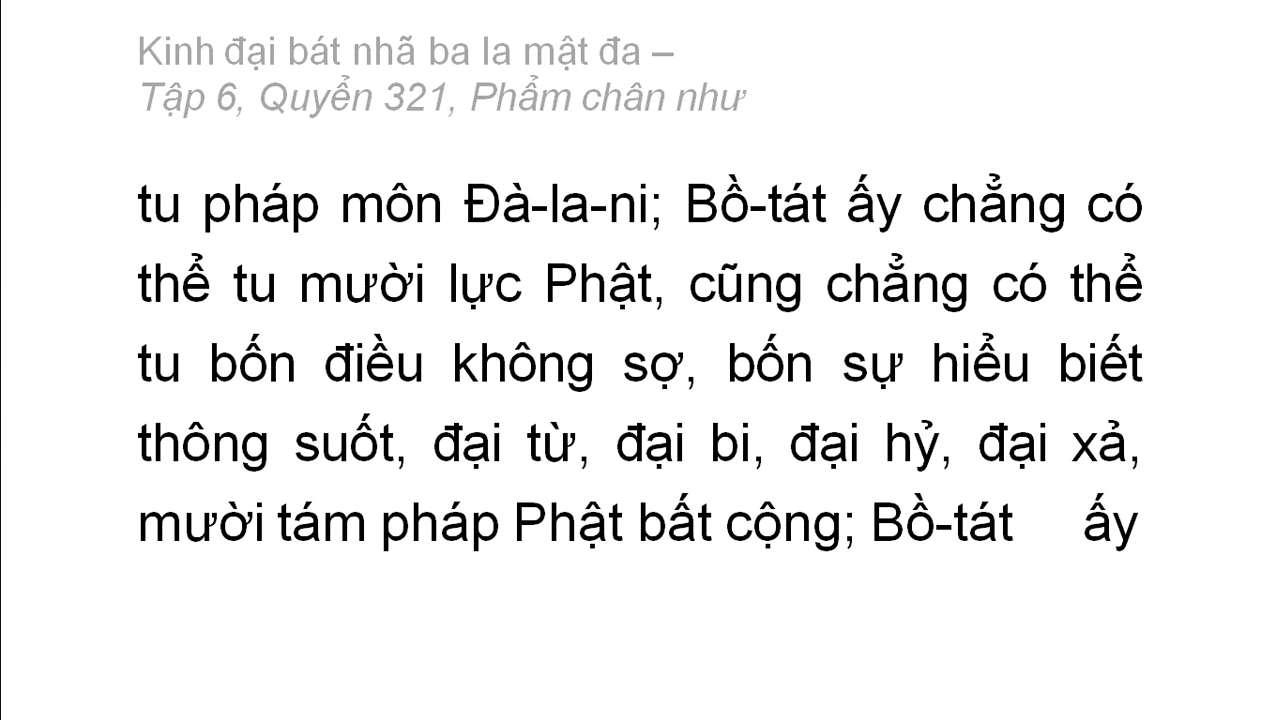 Kinh đại bát nhã ba la mật đa –
Tập 6, Quyển 321, Phẩm chân như
tu pháp môn Đà-la-ni; Bồ-tát ấy chẳng có
thể tu mười lực Phật, cũng chẳng có thể
tu bốn điều không sợ, bốn sự hiểu biết
thông suốt, đại từ, đại bi, đại hỷ, đại xả,
mười tám pháp Phật bất cộng; Bồ-tát ấy